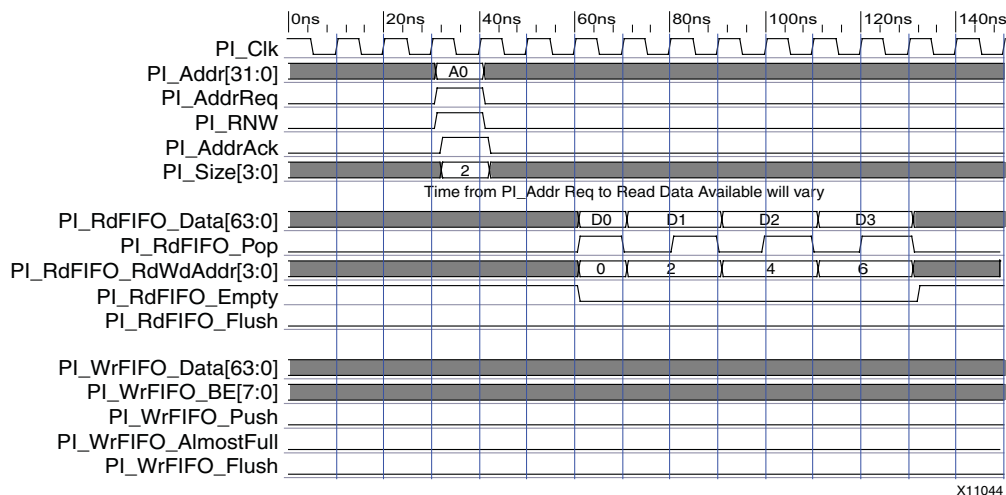 0ns 20ns 40ns 60ns 80ns 100ns 120ns 140ns
PI_Clk
PI_Addr[31:0] A0
PI_AddrReq
PI_RNW
PI_AddrAck
PI_Size[3:0] 2
Time from PI_Addr Req to Read Data Available will vary
PI_RdFIFO_Data[63:0] D0 D1 D2 D3
PI_RdFIFO_Pop
PI_RdFIFO_RdWdAddr[3:0] 0 2 4 6
PI_RdFIFO_Empty
PI_RdFIFO_Flush
PI_WrFIFO_Data[63:0]
PI_WrFIFO_BE[7:0]
PI_WrFIFO_Push
PI_WrFIFO_AlmostFull
PI_WrFIFO_Flush
X11044